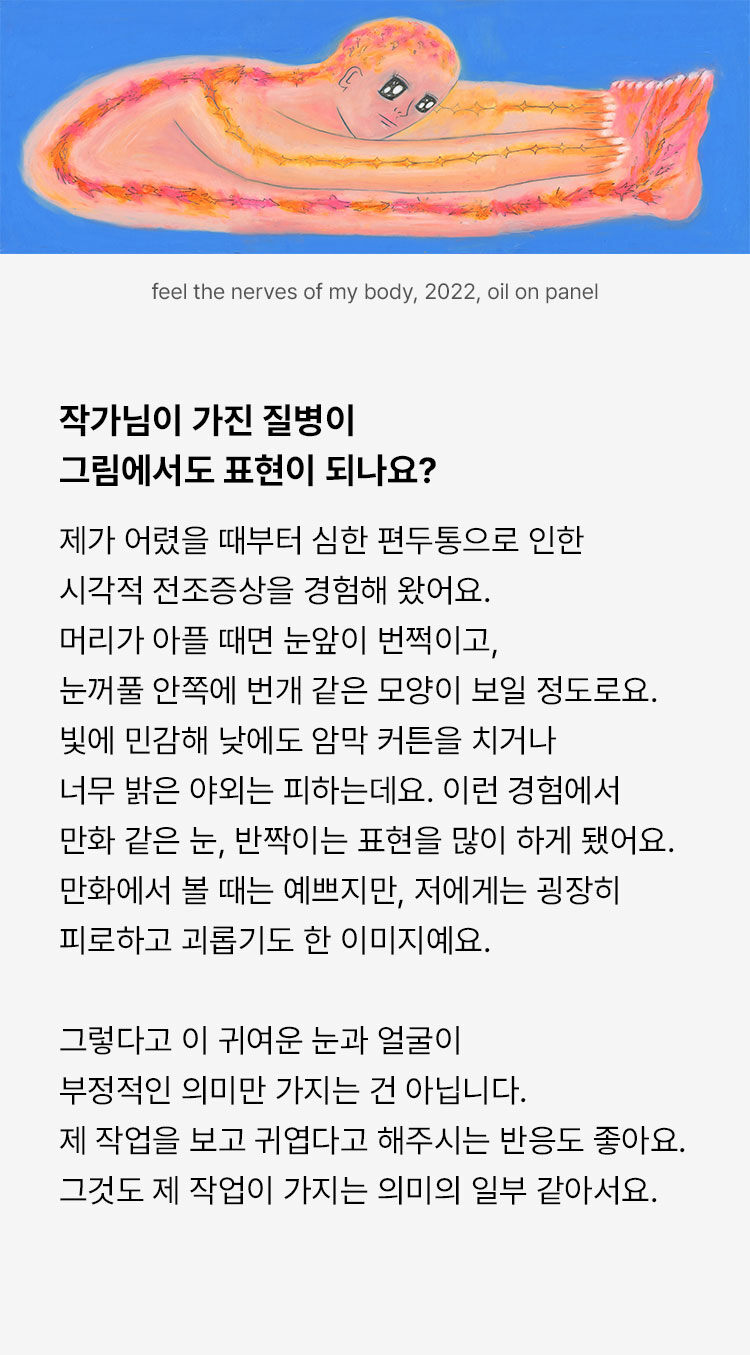 feel the nerves of my body, 2022, oil on panel
작가님이 가진 질병이
그림에서도 표현이 되나요?
제가 어렸을 때부터 심한 편두통으로 인한
시각적 전조증상을 경험해 왔어요.
머리가 아플 때면 눈앞이 번쩍이고,
눈꺼풀 안쪽에 번개 같은 모양이 보일 정도로요.
빛에 민감해 낮에도 암막 커튼을 치거나
너무 밝은 야외는 피하는데요. 이런 경험에서
만화 같은 눈, 반짝이는 표현을 많이 하게 됐어요.
만화에서 볼 때는 예쁘지만, 저에게는 굉장히
피로하고 괴롭기도 한 이미지예요.
그렇다고 이 귀여운 눈과 얼굴이
부정적인 의미만 가지는 건 아닙니다.
제 작업을 보고 귀엽다고 해주시는 반응도 좋아요.
그것도 제 작업이 가지는 의미의 일부 같아서요.